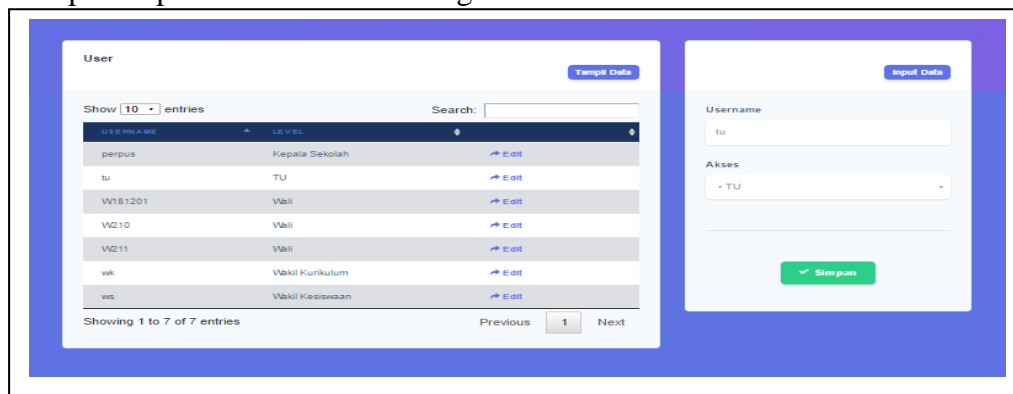 User
Tampil Data
Show 10 entries
Search:
USERNAME LEVEL
perpus Kepala Sekolah Edit
tu TU Edit
W181201 Wali Edit
W210 Wali Edit
W211 Wali Edit
wk Wakil Kurikulum Edit
ws Wakil Kesiswaan Edit
Showing 1 to 7 of 7 entries
Previous 1 Next
Input Data
Username
tu
Akses
- TU
Simpan